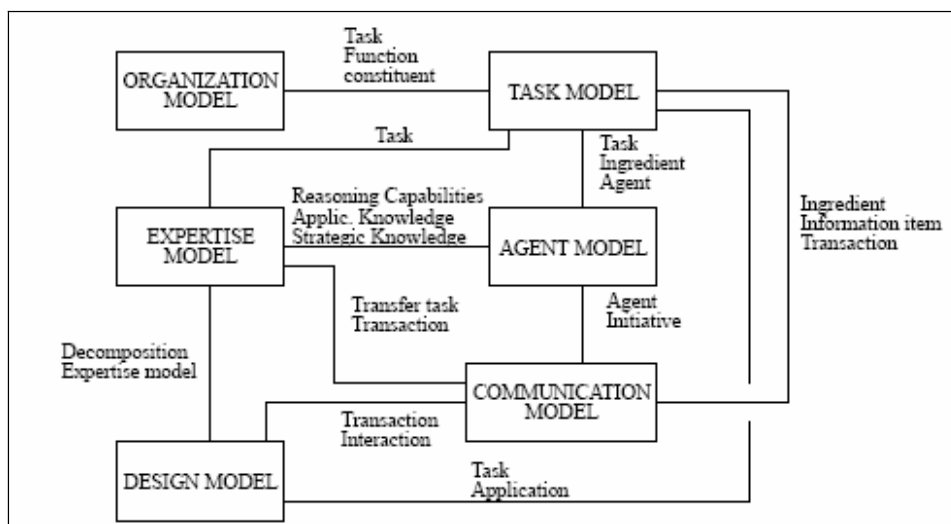 Task
Function
constituent
ORGANIZATION
MODEL
TASK MODEL
Task
Task
Ingredient
Agent
Reasoning Capabilities
Applic. Knowledge
Strategic Knowledge
Ingredient
Information item
Transaction
EXPERTISE
MODEL
AGENT MODEL
Transfer task
Transaction
Agent
Initiative
Decomposition
Expertise model
COMMUNICATION
MODEL
Transaction
Interaction
DESIGN MODEL
Task
Application